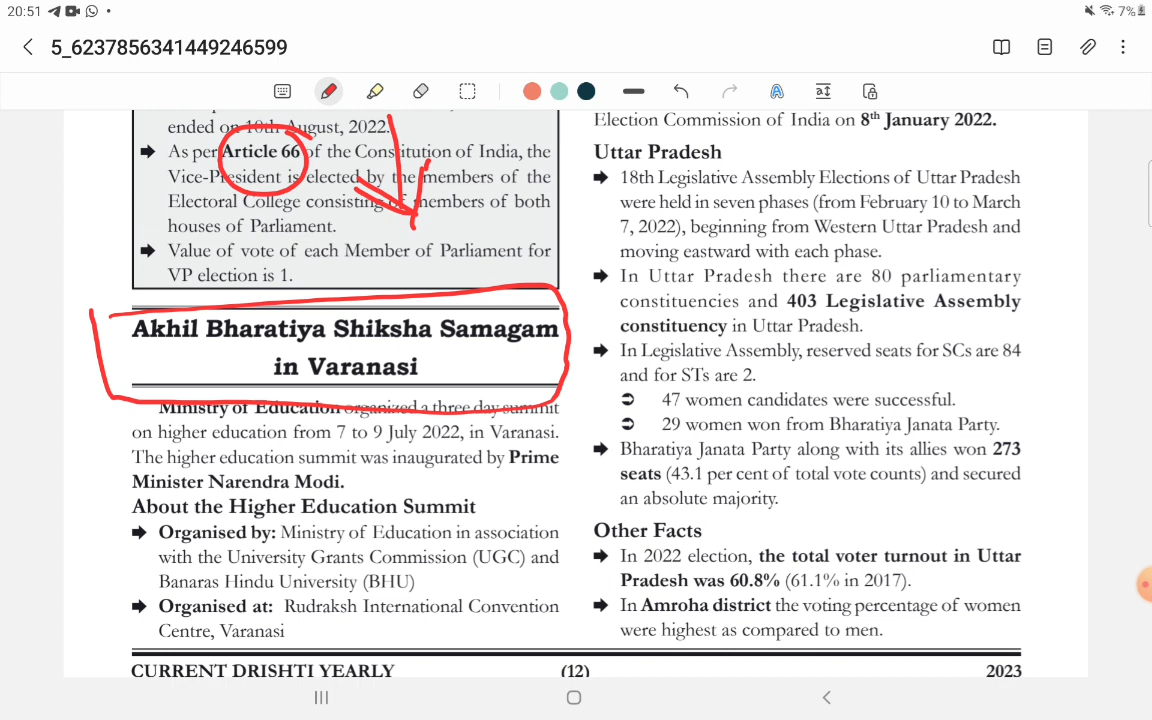 20:51
7%
5_6237856341449246599
ended on 10th August, 2022.
As per Article 66 of the Constitution of India, the
Vice-President is elected by the members of the
Electoral College consisting of members of both
houses of Parliament.
Value of vote of each Member of Parliament for
VP election is 1.
Akhil Bharatiya Shiksha Samagam
in Varanasi
Ministry of Education organized a three day summit
on higher education from 7 to 9 July 2022, in Varanasi.
The higher education summit was inaugurated by Prime
Minister Narendra Modi.
About the Higher Education Summit
Organised by: Ministry of Education in association
with the University Grants Commission (UGC) and
Banaras Hindu University (BHU)
Organised at: Rudraksh International Convention
Centre, Varanasi
Election Commission of India on 8th January 2022.
Uttar Pradesh
18th Legislative Assembly Elections of Uttar Pradesh
were held in seven phases (from February 10 to March
7, 2022), beginning from Western Uttar Pradesh and
moving eastward with each phase.
In Uttar Pradesh there are 80 parliamentary
constituencies and 403 Legislative Assembly
constituency in Uttar Pradesh.
In Legislative Assembly, reserved seats for SCs are 84
and for STs are 2.
47 women candidates were successful.
29 women won from Bharatiya Janata Party.
Bharatiya Janata Party along with its allies won 273
seats (43.1 per cent of total vote counts) and secured
an absolute majority.
Other Facts
In 2022 election, the total voter turnout in Uttar
Pradesh was 60.8% (61.1% in 2017).
In Amroha district the voting percentage of women
were highest as compared to men.
CURRENT DRISHTI YEARLY (12) 2023